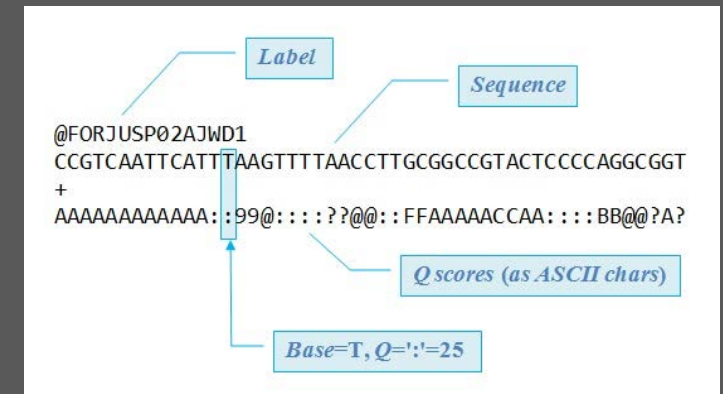 Label
Sequence
@FORJUSP02AJWD1
CCGTCAATTCATTTAAGTTTTAACCTTGCGGCCGTACTCCCCAGGCGGT
+
AAAAAAAAAAAA::99@::::??@@::FFAAAAACCAA::::BB@@?A?
Q scores (as ASCII chars)
Base=T, Q=':'=25